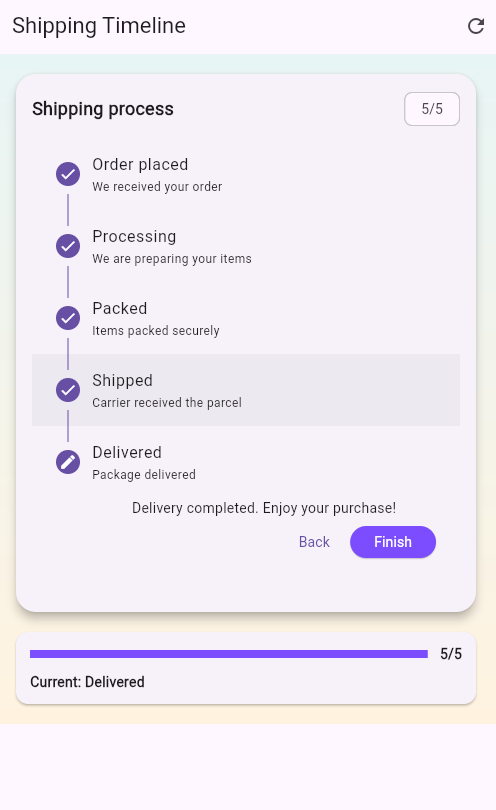 Shipping Timeline
Shipping process
5/5
Order placed
We received your order
Processing
We are preparing your items
Packed
Items packed securely
Shipped
Carrier received the parcel
Delivered
Package delivered
Delivery completed. Enjoy your purchase!
Back
Finish
5/5
Current: Delivered